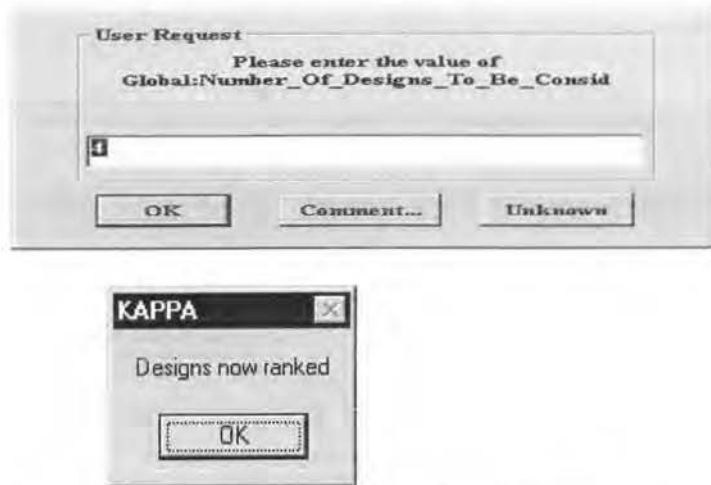 User Request
Please enter the value of
Global:Number_Of_Designs_To_Be_Consid
4
OK
Comment...
Unknown
KAPPA
Designs now ranked
OK